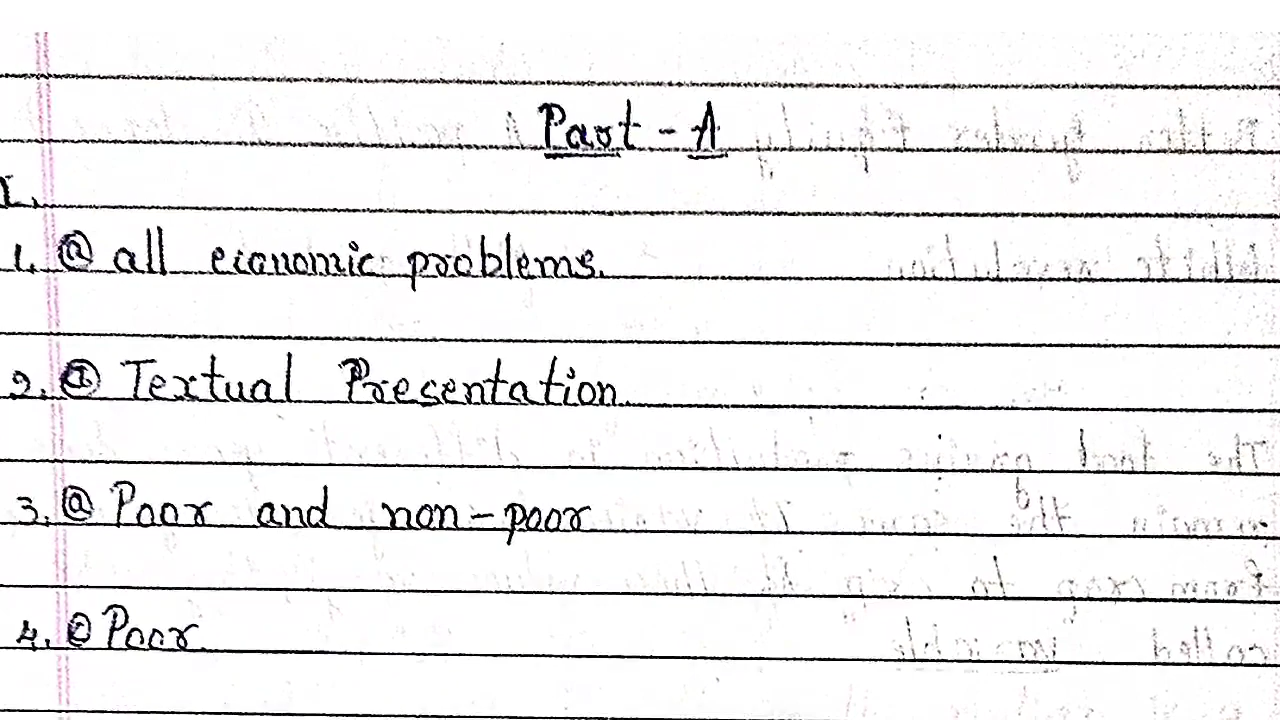 Part - A
I.
1. ⓐ all economic problems.
2. Textual Presentation
3. ⓐ Poor and non-poor
4. ⓒ Poor